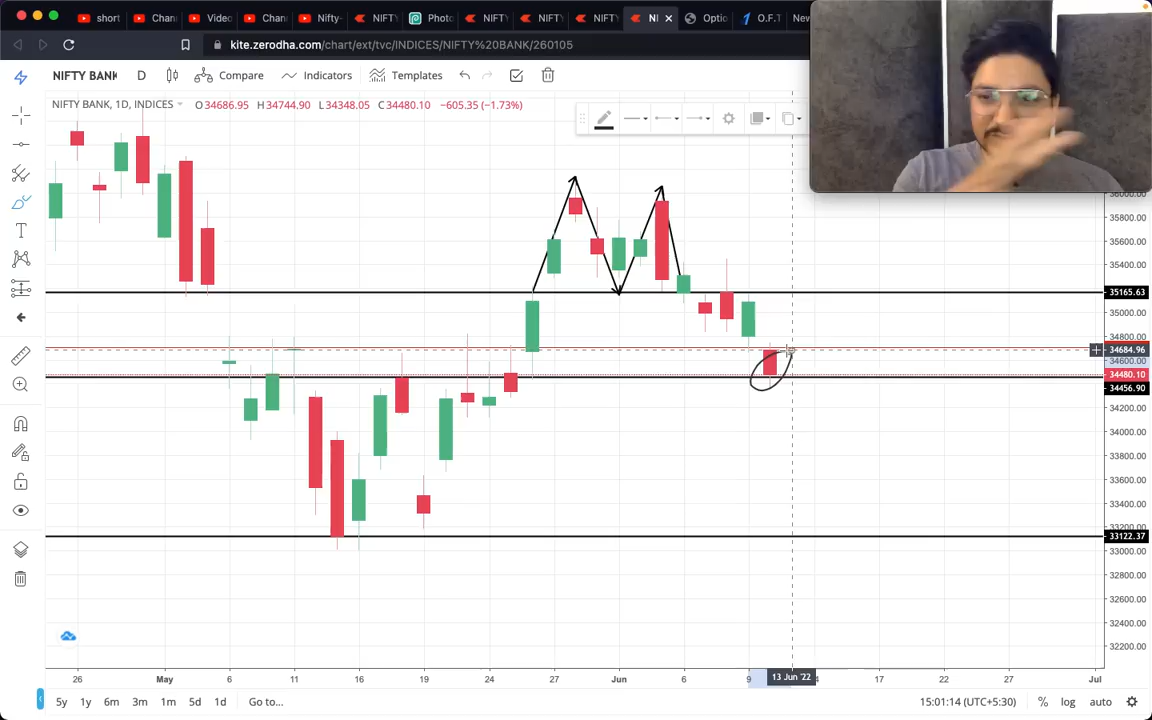 short
Chan
Video
Chan
Nifty-
NIFTY
Photo
NIFTY
NIFTY
NIFTY
NI
Optio
O.F.T
New
kite.zerodha.com/chart/ext/tvc/INDICES/NIFTY%20BANK/260105
NIFTY BANK
D
Compare
Indicators
Templates
NIFTY BANK, 1D, INDICES
O34686.95 H34744.90 L34348.05 C34480.10 −605.35 (−1.73%)
36000.00
35800.00
35600.00
35400.00
35165.63
35000.00
34800.00
34684.96
34600.00
34480.10
34456.90
34200.00
34000.00
33800.00
33600.00
33400.00
33200.00
33122.37
33000.00
32800.00
32600.00
32400.00
32200.00
26
May
6
11
13
19
24
27
Jun
6
9
13 Jun '22
17
22
27
Jul
5y
1y
6m
3m
1m
5d
1d
Go to...
15:01:14 (UTC+5:30)
%
log
auto